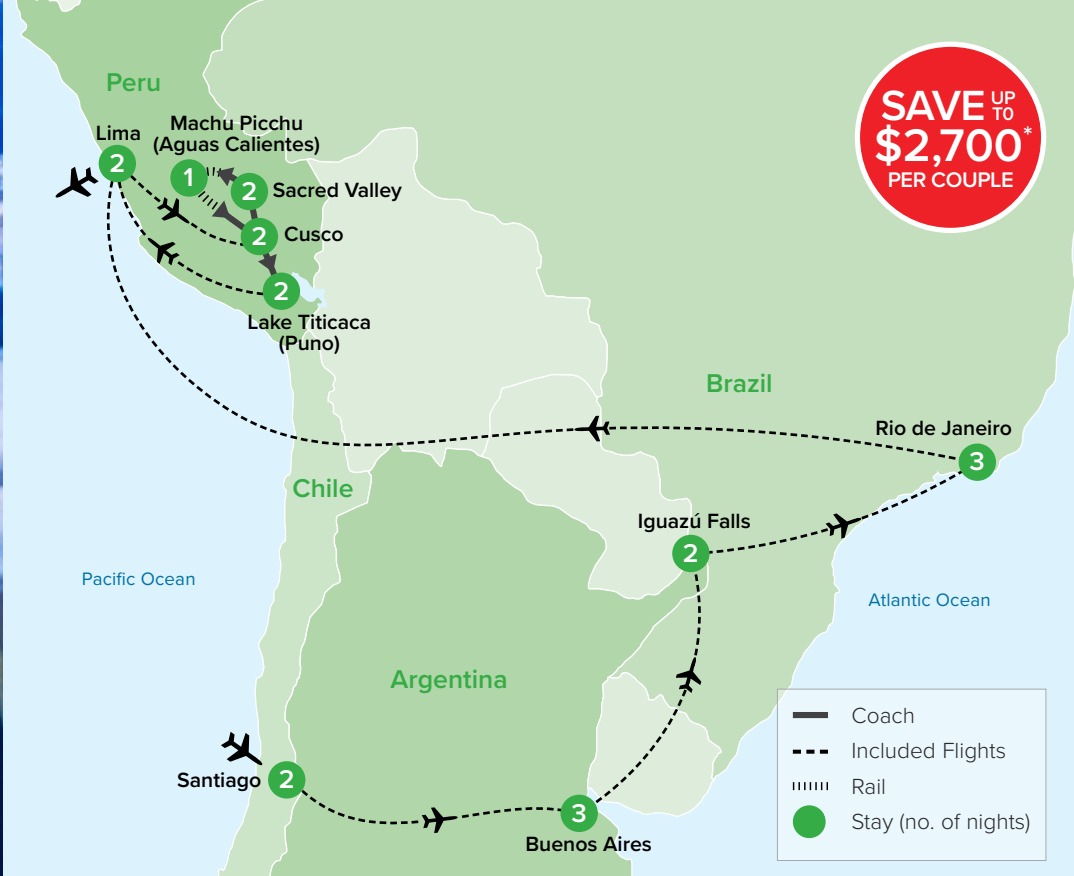 Peru
Lima
2
Machu Picchu
(Aguas Calientes)
1
2
Sacred Valley
2
Cusco
2
Lake Titicaca
(Puno)
SAVE UP TO
$2,700*
PER COUPLE
Brazil
Rio de Janeiro
3
Chile
Iguazú Falls
2
Pacific Ocean
Atlantic Ocean
Argentina
Santiago
2
3
Buenos Aires
Coach
Included Flights
Rail
Stay (no. of nights)